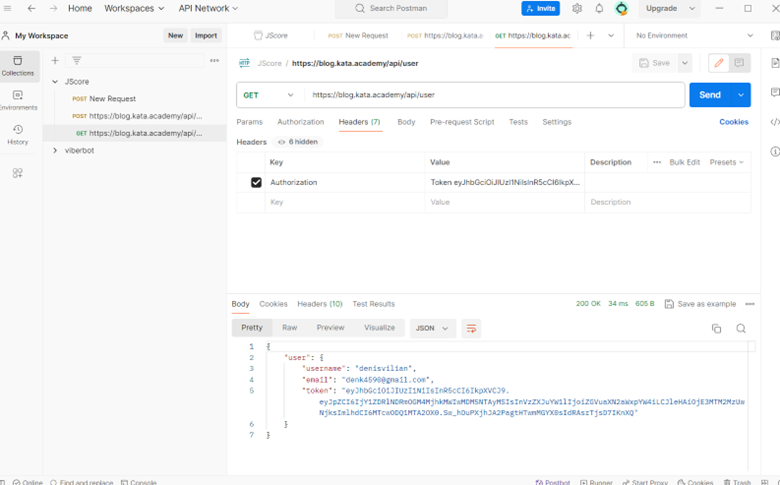 Home Workspaces API Network Search Postman Invite Upgrade
My Workspace New Import JScore POST New Request POST https://blog.kata.a GET https://blog.kata.ac No Environment
Collections
JScore
POST New Request
POST https://blog.kata.academy/api/...
GET https://blog.kata.academy/api/...
viberbot
Environments
History
HTTP JScore / https://blog.kata.academy/api/user Save
GET https://blog.kata.academy/api/user Send
Params Authorization Headers (7) Body Pre-request Script Tests Settings Cookies
Headers 6 hidden
Key Value Description ... Bulk Edit Presets
Authorization Token eyJhbGciOiJIUzI1NiIsInR5cCI6IkpX...
Key Value Description
Body Cookies Headers (10) Test Results 200 OK 34 ms 605 B Save as example
Pretty Raw Preview Visualize JSON
1 {
2 "user": {
3 "username": "denisvilian",
4 "email": "denk4590@gmail.com",
5 "token": "eyJhbGciOiJIUzI1NiIsInR5cCI6IkpXVCJ9.
6 }
7 }
Online Find and replace Console Postbot Runner Start Proxy Cookies Trash